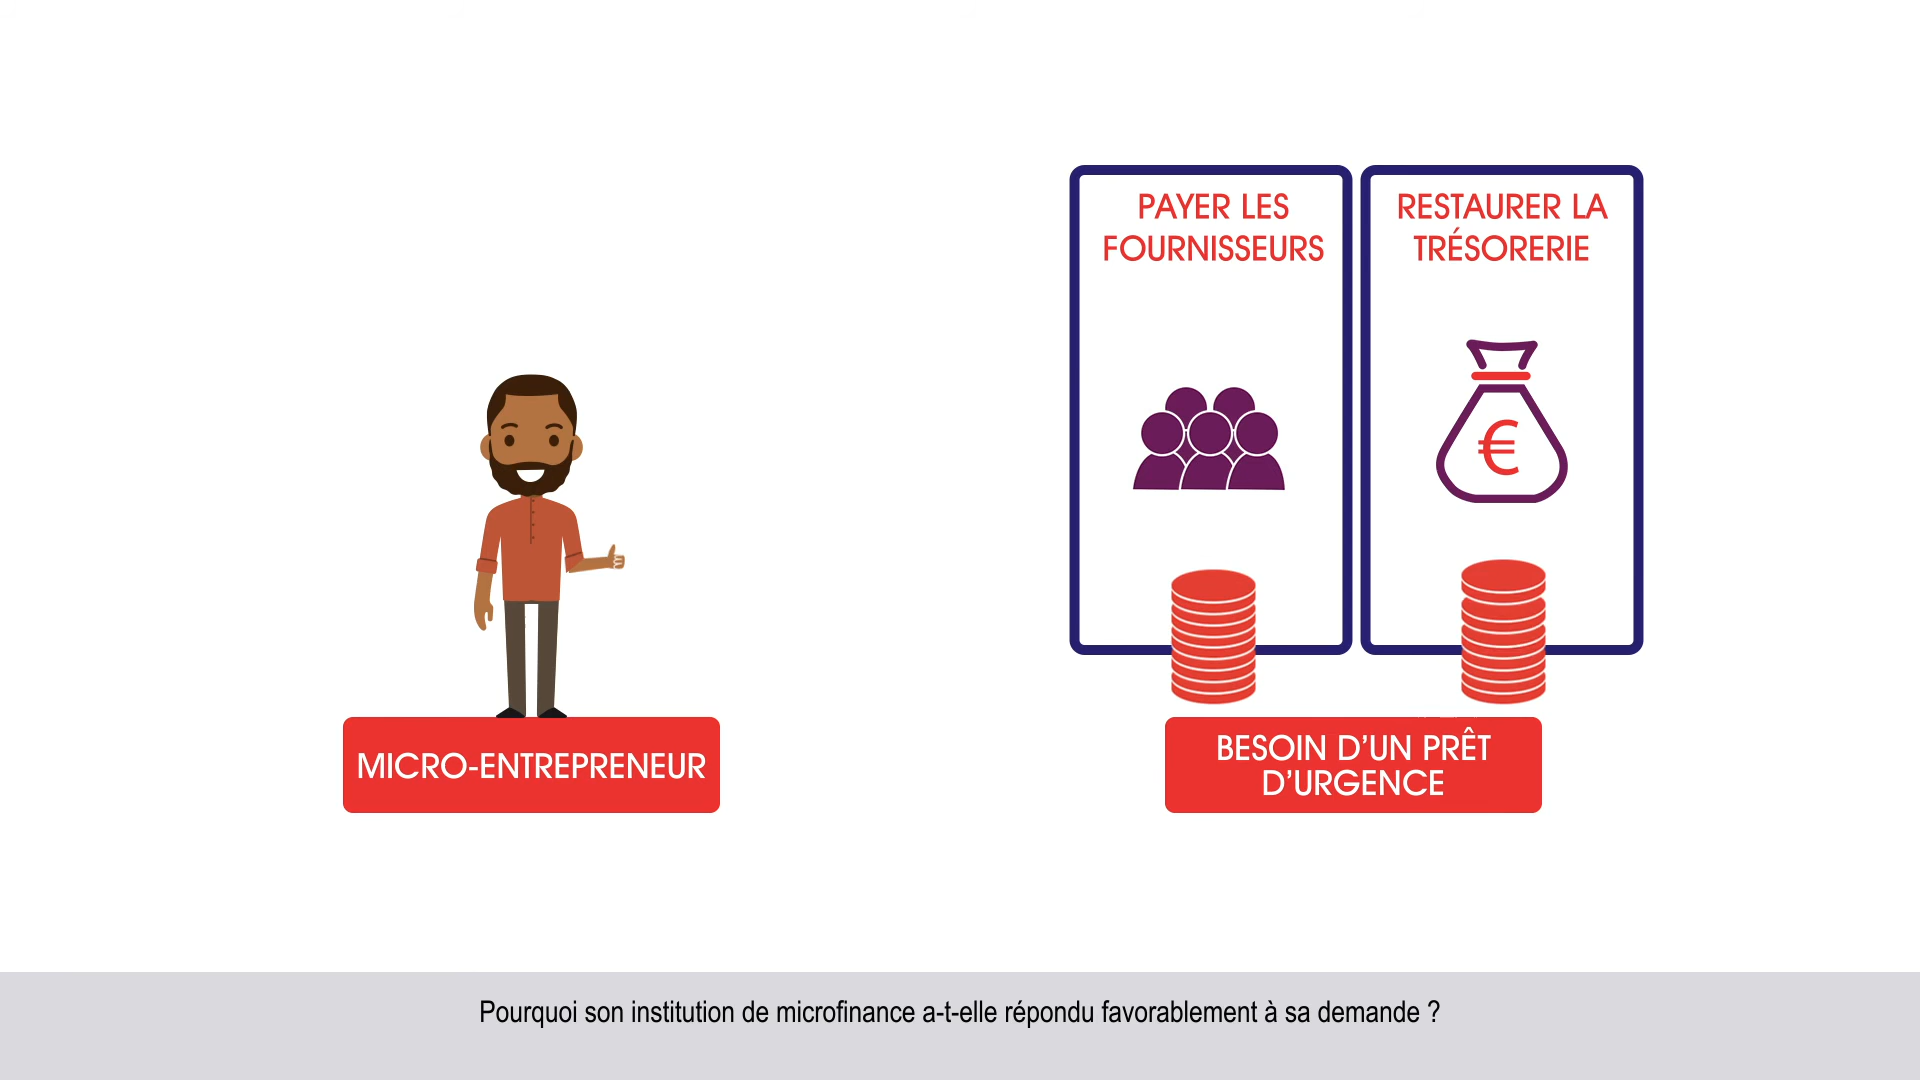 PAYER LES
FOURNISSEURS
RESTAURER LA
TRÉSORERIE
€
MICRO-ENTREPRENEUR
BESOIN D’UN PRÊT
D’URGENCE
Pourquoi son institution de microfinance a-t-elle répondu favorablement à sa demande ?